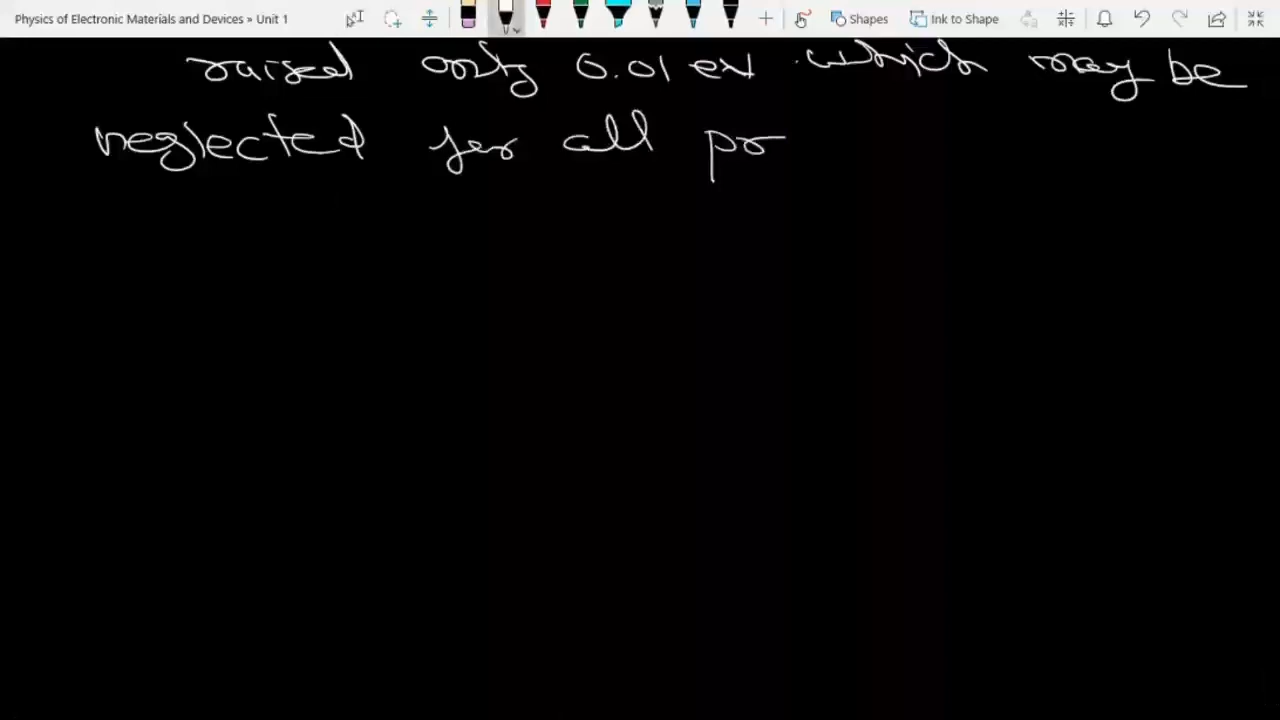 Physics of Electronic Materials and Devices » Unit 1
Shapes
Ink to Shape
raised only 0.01 ev which may be
neglected for all pr